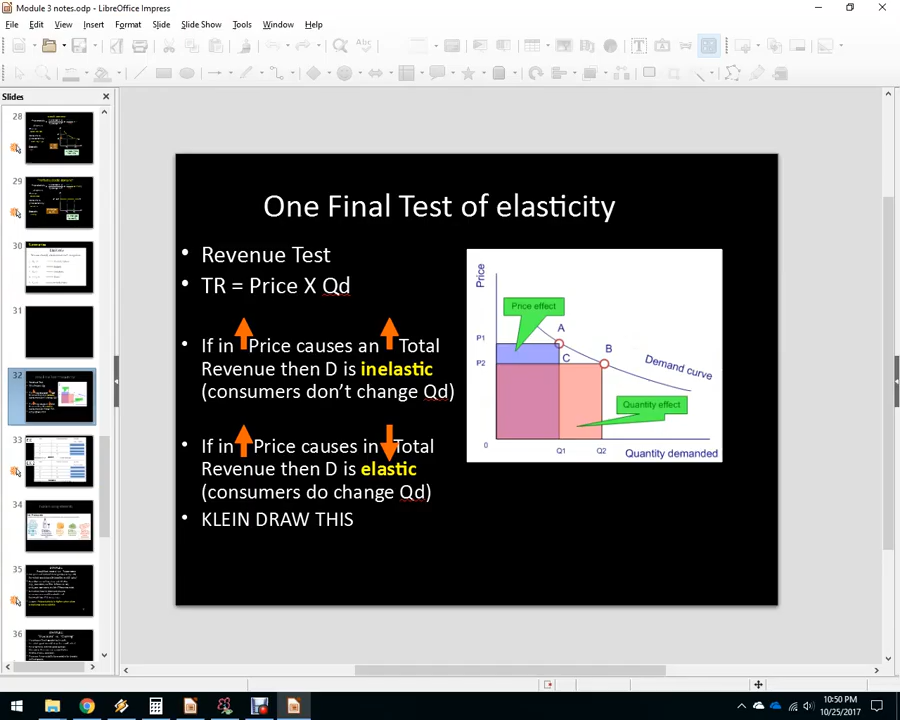 Module 3 notes.odp - LibreOffice Impress
File Edit View Insert Format Slide Slide Show Tools Window Help
Slides
28
29
30
31
32
33
34
35
36
One Final Test of elasticity
• Revenue Test
• TR = Price X Qd
• If in Price causes an Total
Revenue then D is inelastic
(consumers don't change Qd)
• If in Price causes in Total
Revenue then D is elastic
(consumers do change Qd)
• KLEIN DRAW THIS
Price
Price effect
A
P1
B
C
P2
Demand curve
Quantity effect
0
Q1
Q2
Quantity demanded
10:50 PM
10/25/2017